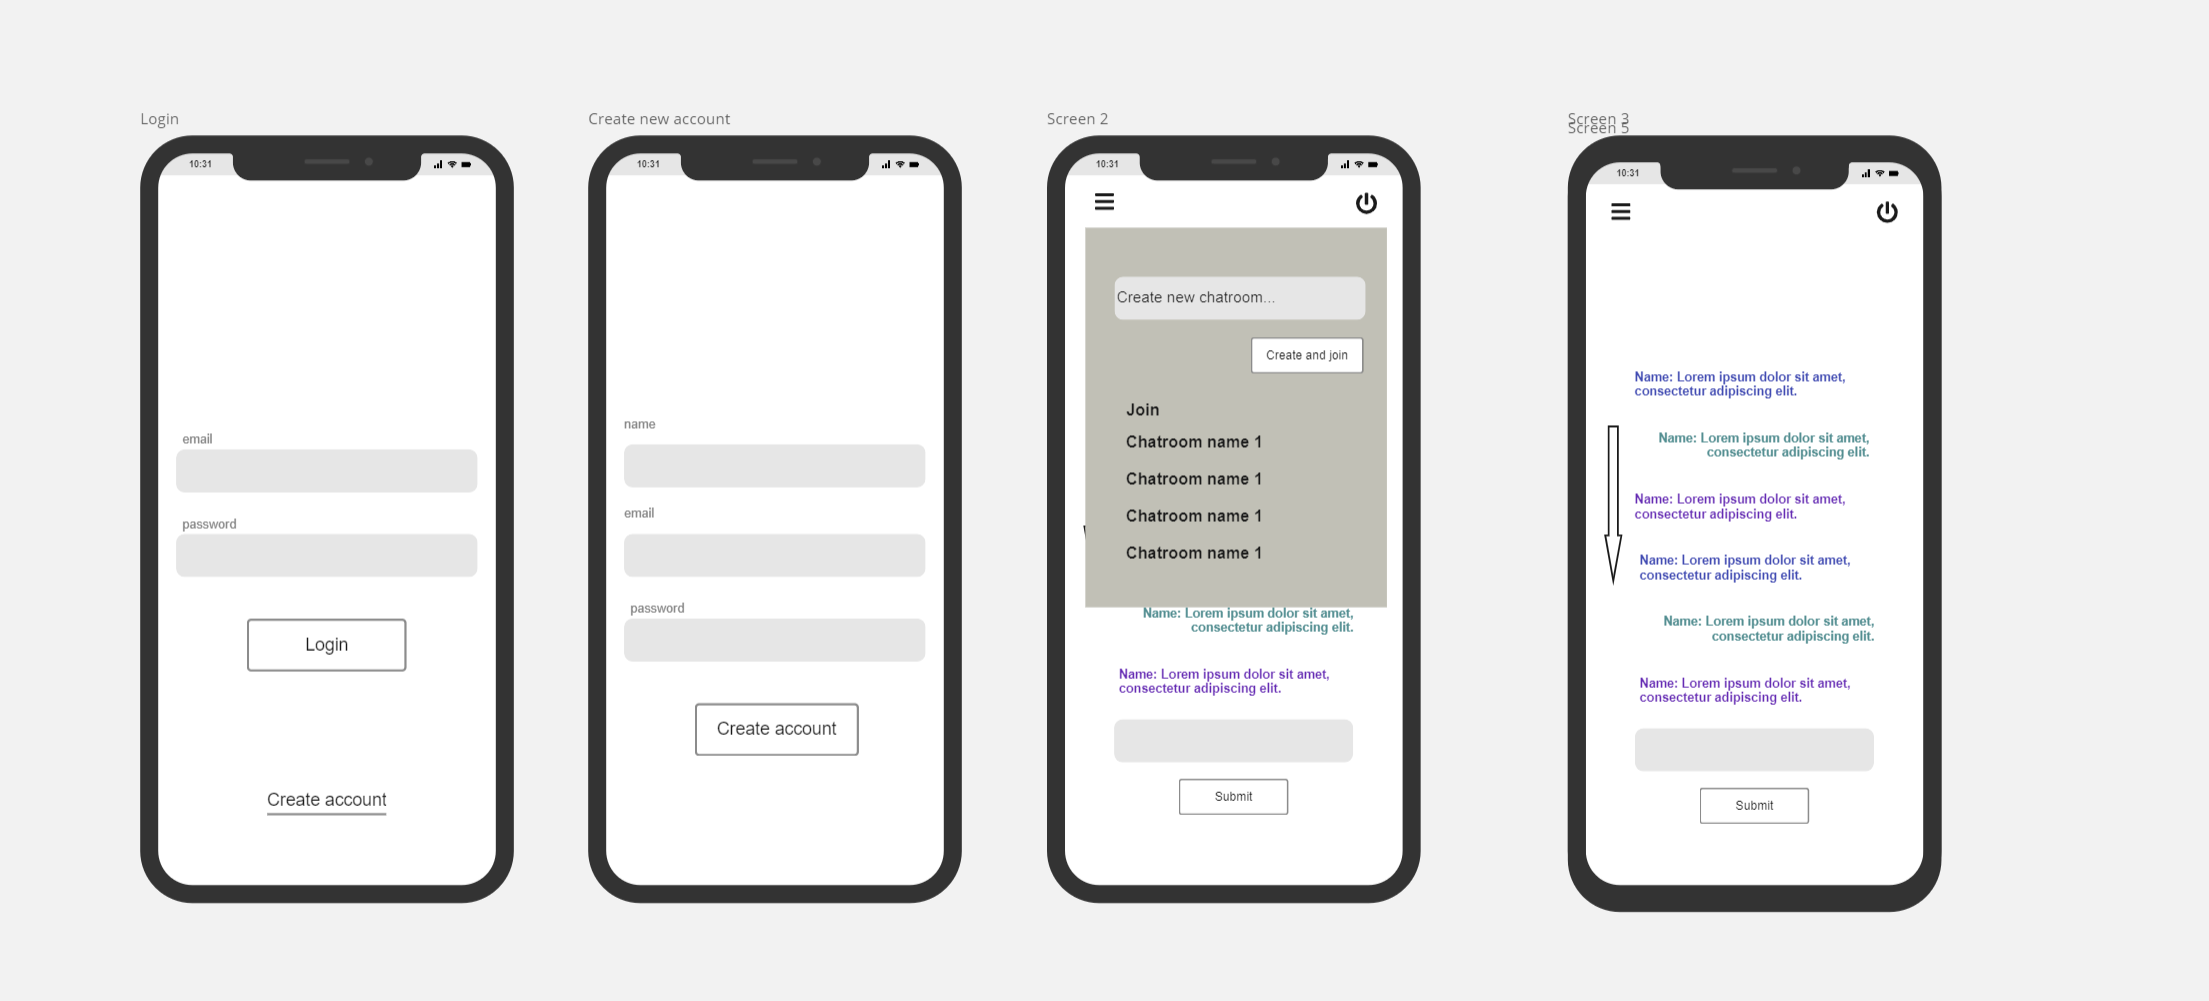 Login
10:31
email
password
Login
Create account
Create new account
10:31
name
email
password
Create account
Screen 2
10:31
Create new chatroom...
Create and join
Join
Chatroom name 1
Chatroom name 1
Chatroom name 1
Chatroom name 1
Name: Lorem ipsum dolor sit amet,
consectetur adipiscing elit.
Name: Lorem ipsum dolor sit amet,
consectetur adipiscing elit.
Submit
Screen 3
Screen 5
10:31
Name: Lorem ipsum dolor sit amet,
consectetur adipiscing elit.
Name: Lorem ipsum dolor sit amet,
consectetur adipiscing elit.
Name: Lorem ipsum dolor sit amet,
consectetur adipiscing elit.
Name: Lorem ipsum dolor sit amet,
consectetur adipiscing elit.
Name: Lorem ipsum dolor sit amet,
consectetur adipiscing elit.
Name: Lorem ipsum dolor sit amet,
consectetur adipiscing elit.
Submit